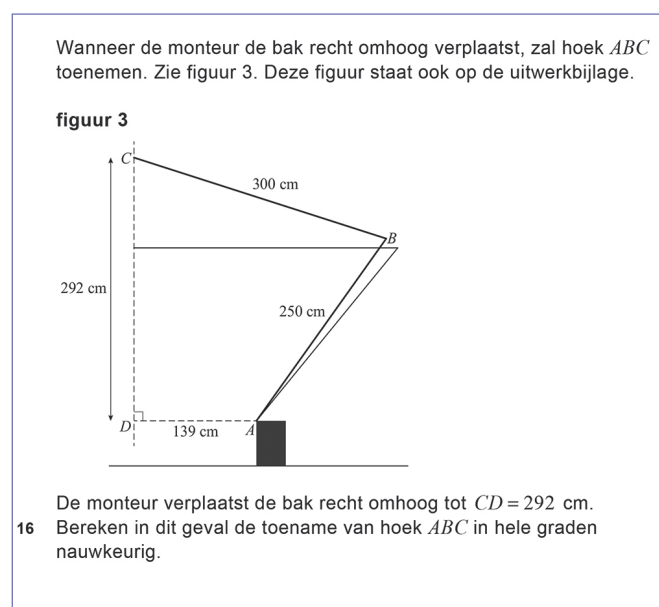 Wanneer de monteur de bak recht omhoog verplaatst, zal hoek ABC
toenemen. Zie figuur 3. Deze figuur staat ook op de uitwerkbijlage.
figuur 3
C
300 cm
B
292 cm
250 cm
D
139 cm
A
De monteur verplaatst de bak recht omhoog tot CD = 292 cm.
16 Bereken in dit geval de toename van hoek ABC in hele graden
nauwkeurig.